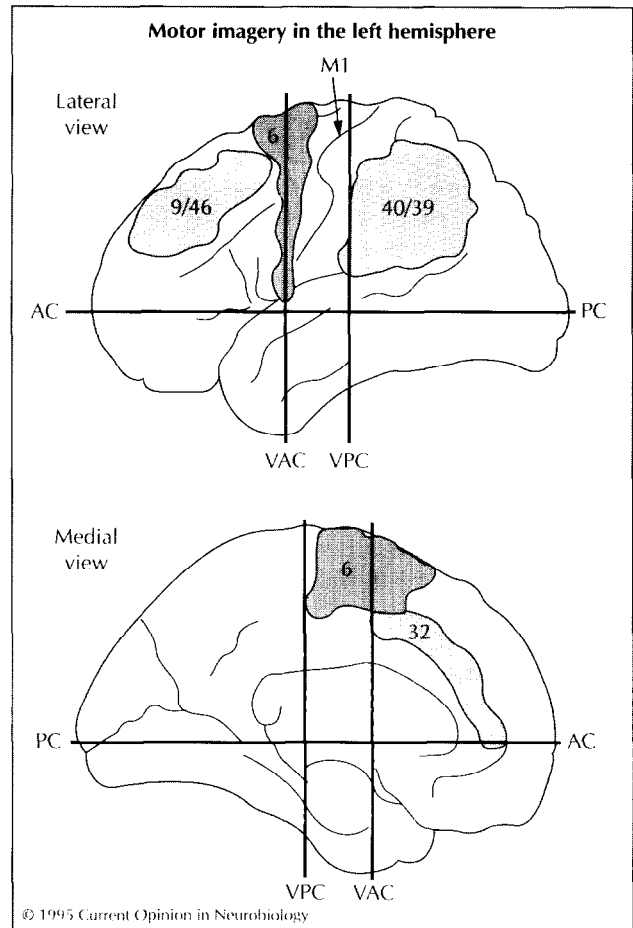 Motor imagery in the left hemisphere
M1
Lateral
view
6
9/46
40/39
AC
PC
VAC VPC
Medial
view
6
32
PC
AC
VPC VAC
© 1995 Current Opinion in Neurobiology